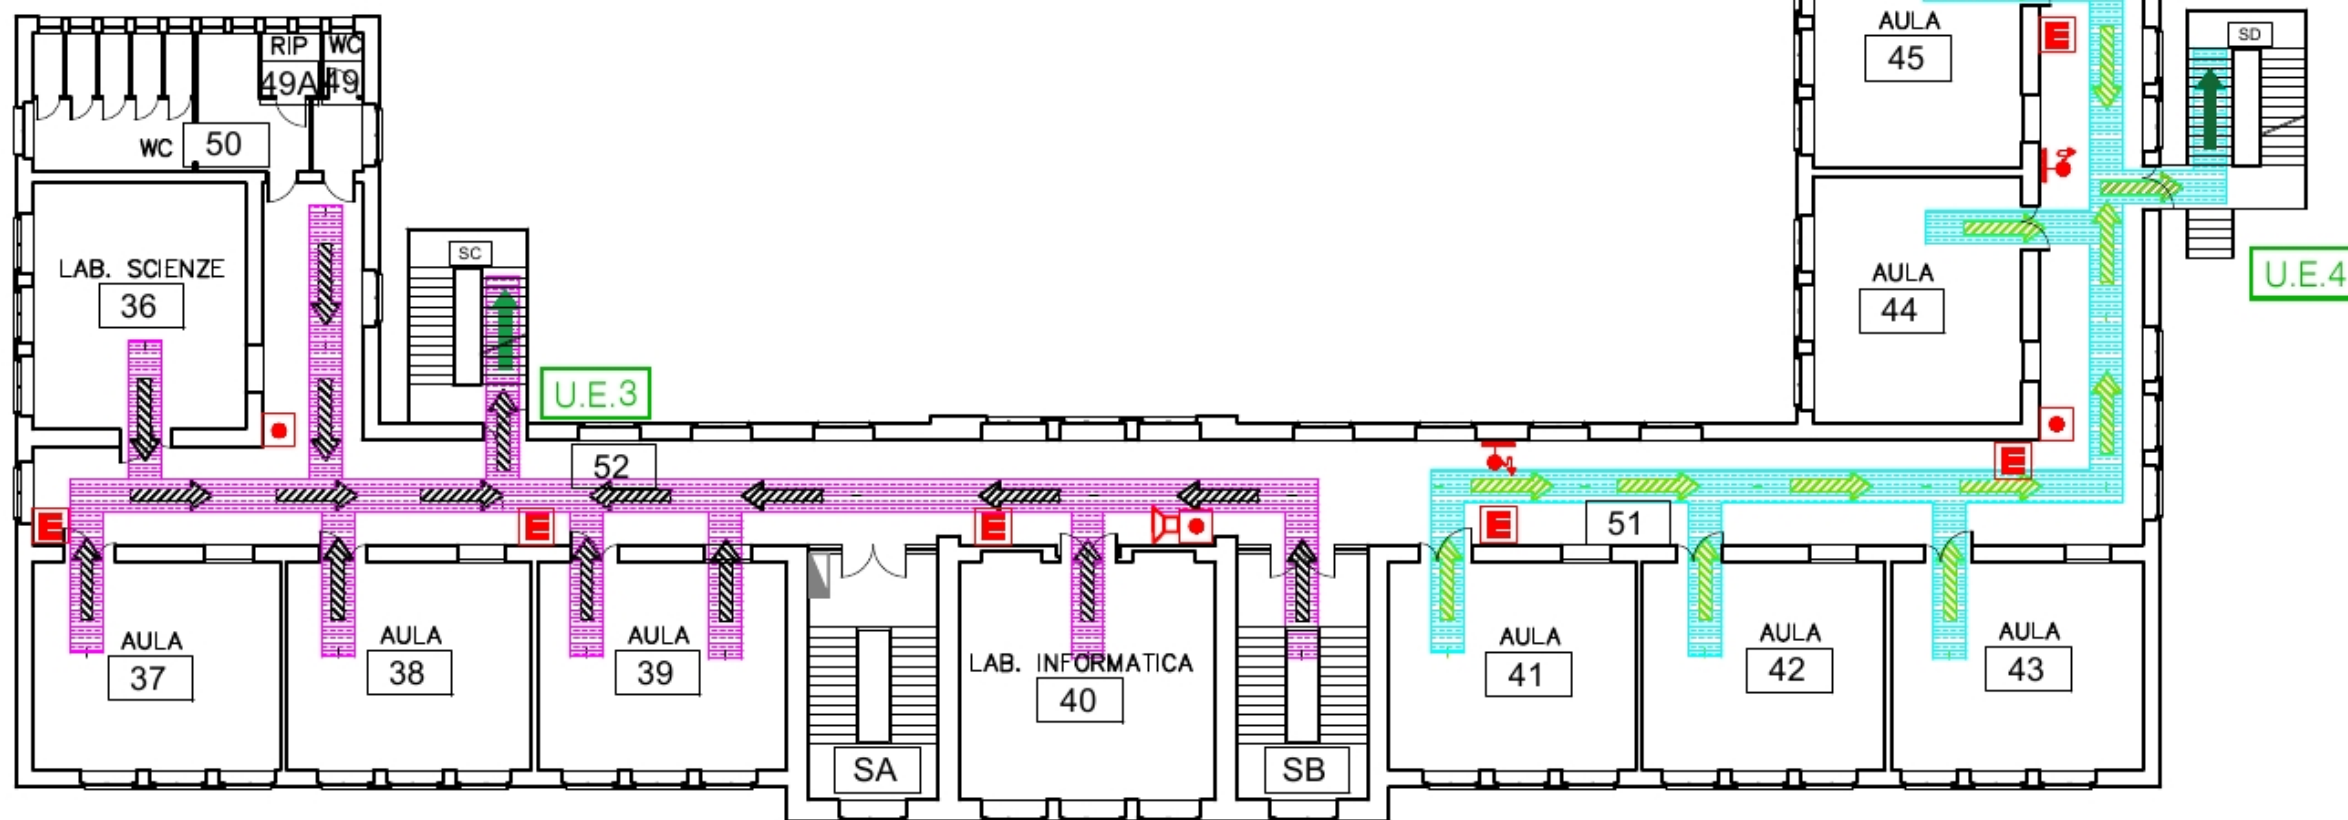 RIP
WC
49A
49
WC
50
AULA
45
SD
LAB. SCIENZE
36
SC
U.E.3
AULA
44
U.E.4
52
51
E
E
E
E
E
E
AULA
37
AULA
38
AULA
39
LAB. INFORMATICA
40
AULA
41
AULA
42
AULA
43
SA
SB